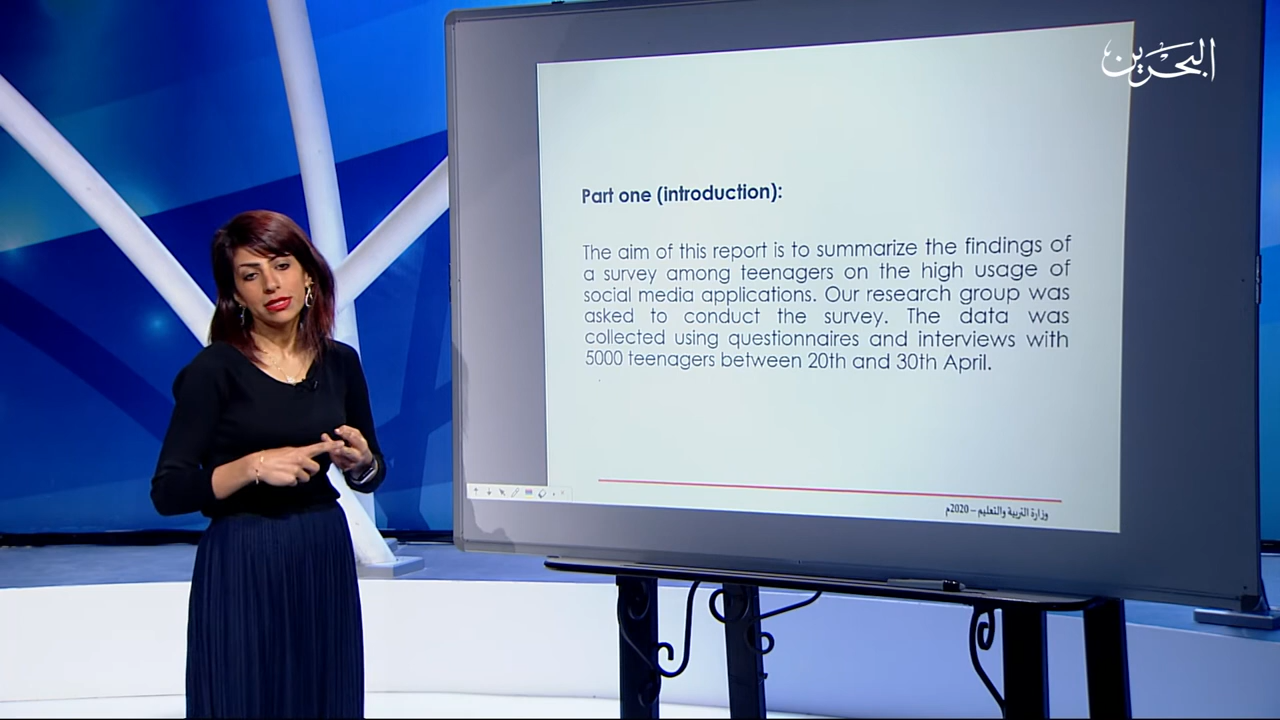 البحرين
Part one (introduction):
The aim of this report is to summarize the findings of
a survey among teenagers on the high usage of
social media applications. Our research group was
asked to conduct the survey. The data was
collected using questionnaires and interviews with
5000 teenagers between 20th and 30th April.
وزارة التربية والتعليم – 2020م